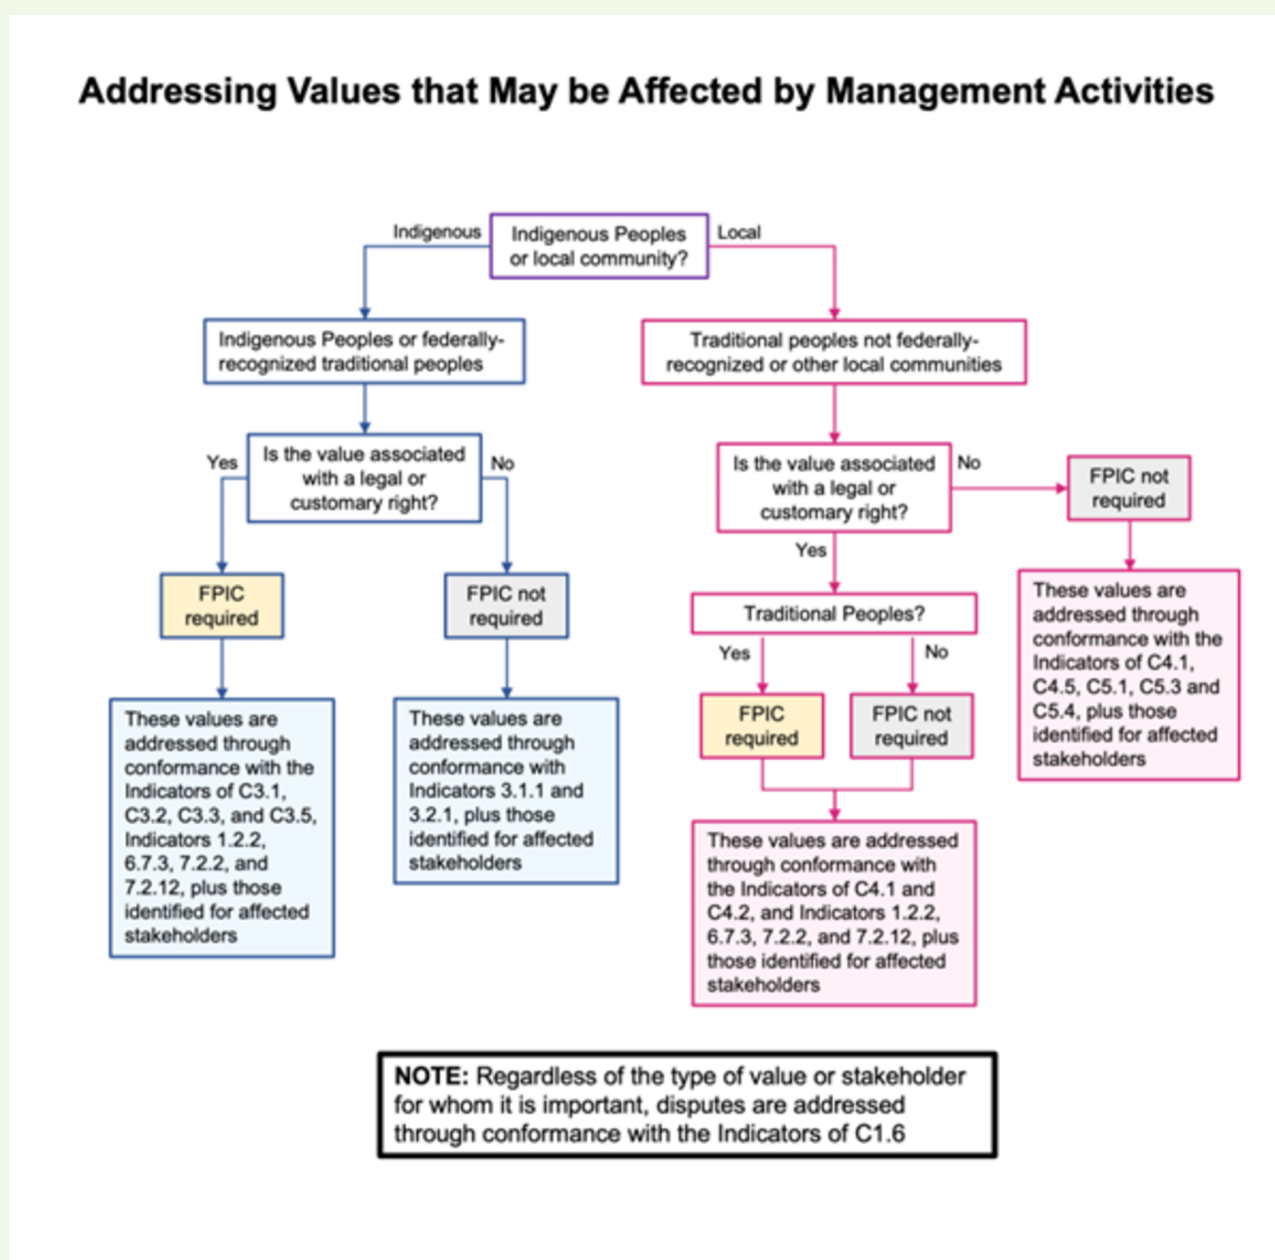 Addressing Values that May be Affected by Management Activities
Indigenous
Indigenous Peoples
or local community?
Local
Indigenous Peoples or federally-
recognized traditional peoples
Traditional peoples not federally-
recognized or other local communities
Yes
Is the value associated
with a legal or
customary right?
No
Is the value associated
with a legal or
customary right?
No
FPIC not
required
Yes
FPIC
required
FPIC not
required
Traditional Peoples?
Yes
No
These values are
addressed through
conformance with the
Indicators of C4.1,
C4.5, C5.1, C5.3 and
C5.4, plus those
identified for affected
stakeholders
FPIC
required
FPIC not
required
These values are
addressed through
conformance with the
Indicators of C3.1,
C3.2, C3.3, and C3.5,
Indicators 1.2.2,
6.7.3, 7.2.2, and
7.2.12, plus those
identified for affected
stakeholders
These values are
addressed through
conformance with
Indicators 3.1.1 and
3.2.1, plus those
identified for affected
stakeholders
These values are addressed
through conformance with
the Indicators of C4.1 and
C4.2, and Indicators 1.2.2,
6.7.3, 7.2.2, and 7.2.12, plus
those identified for affected
stakeholders
NOTE: Regardless of the type of value or stakeholder
for whom it is important, disputes are addressed
through conformance with the Indicators of C1.6